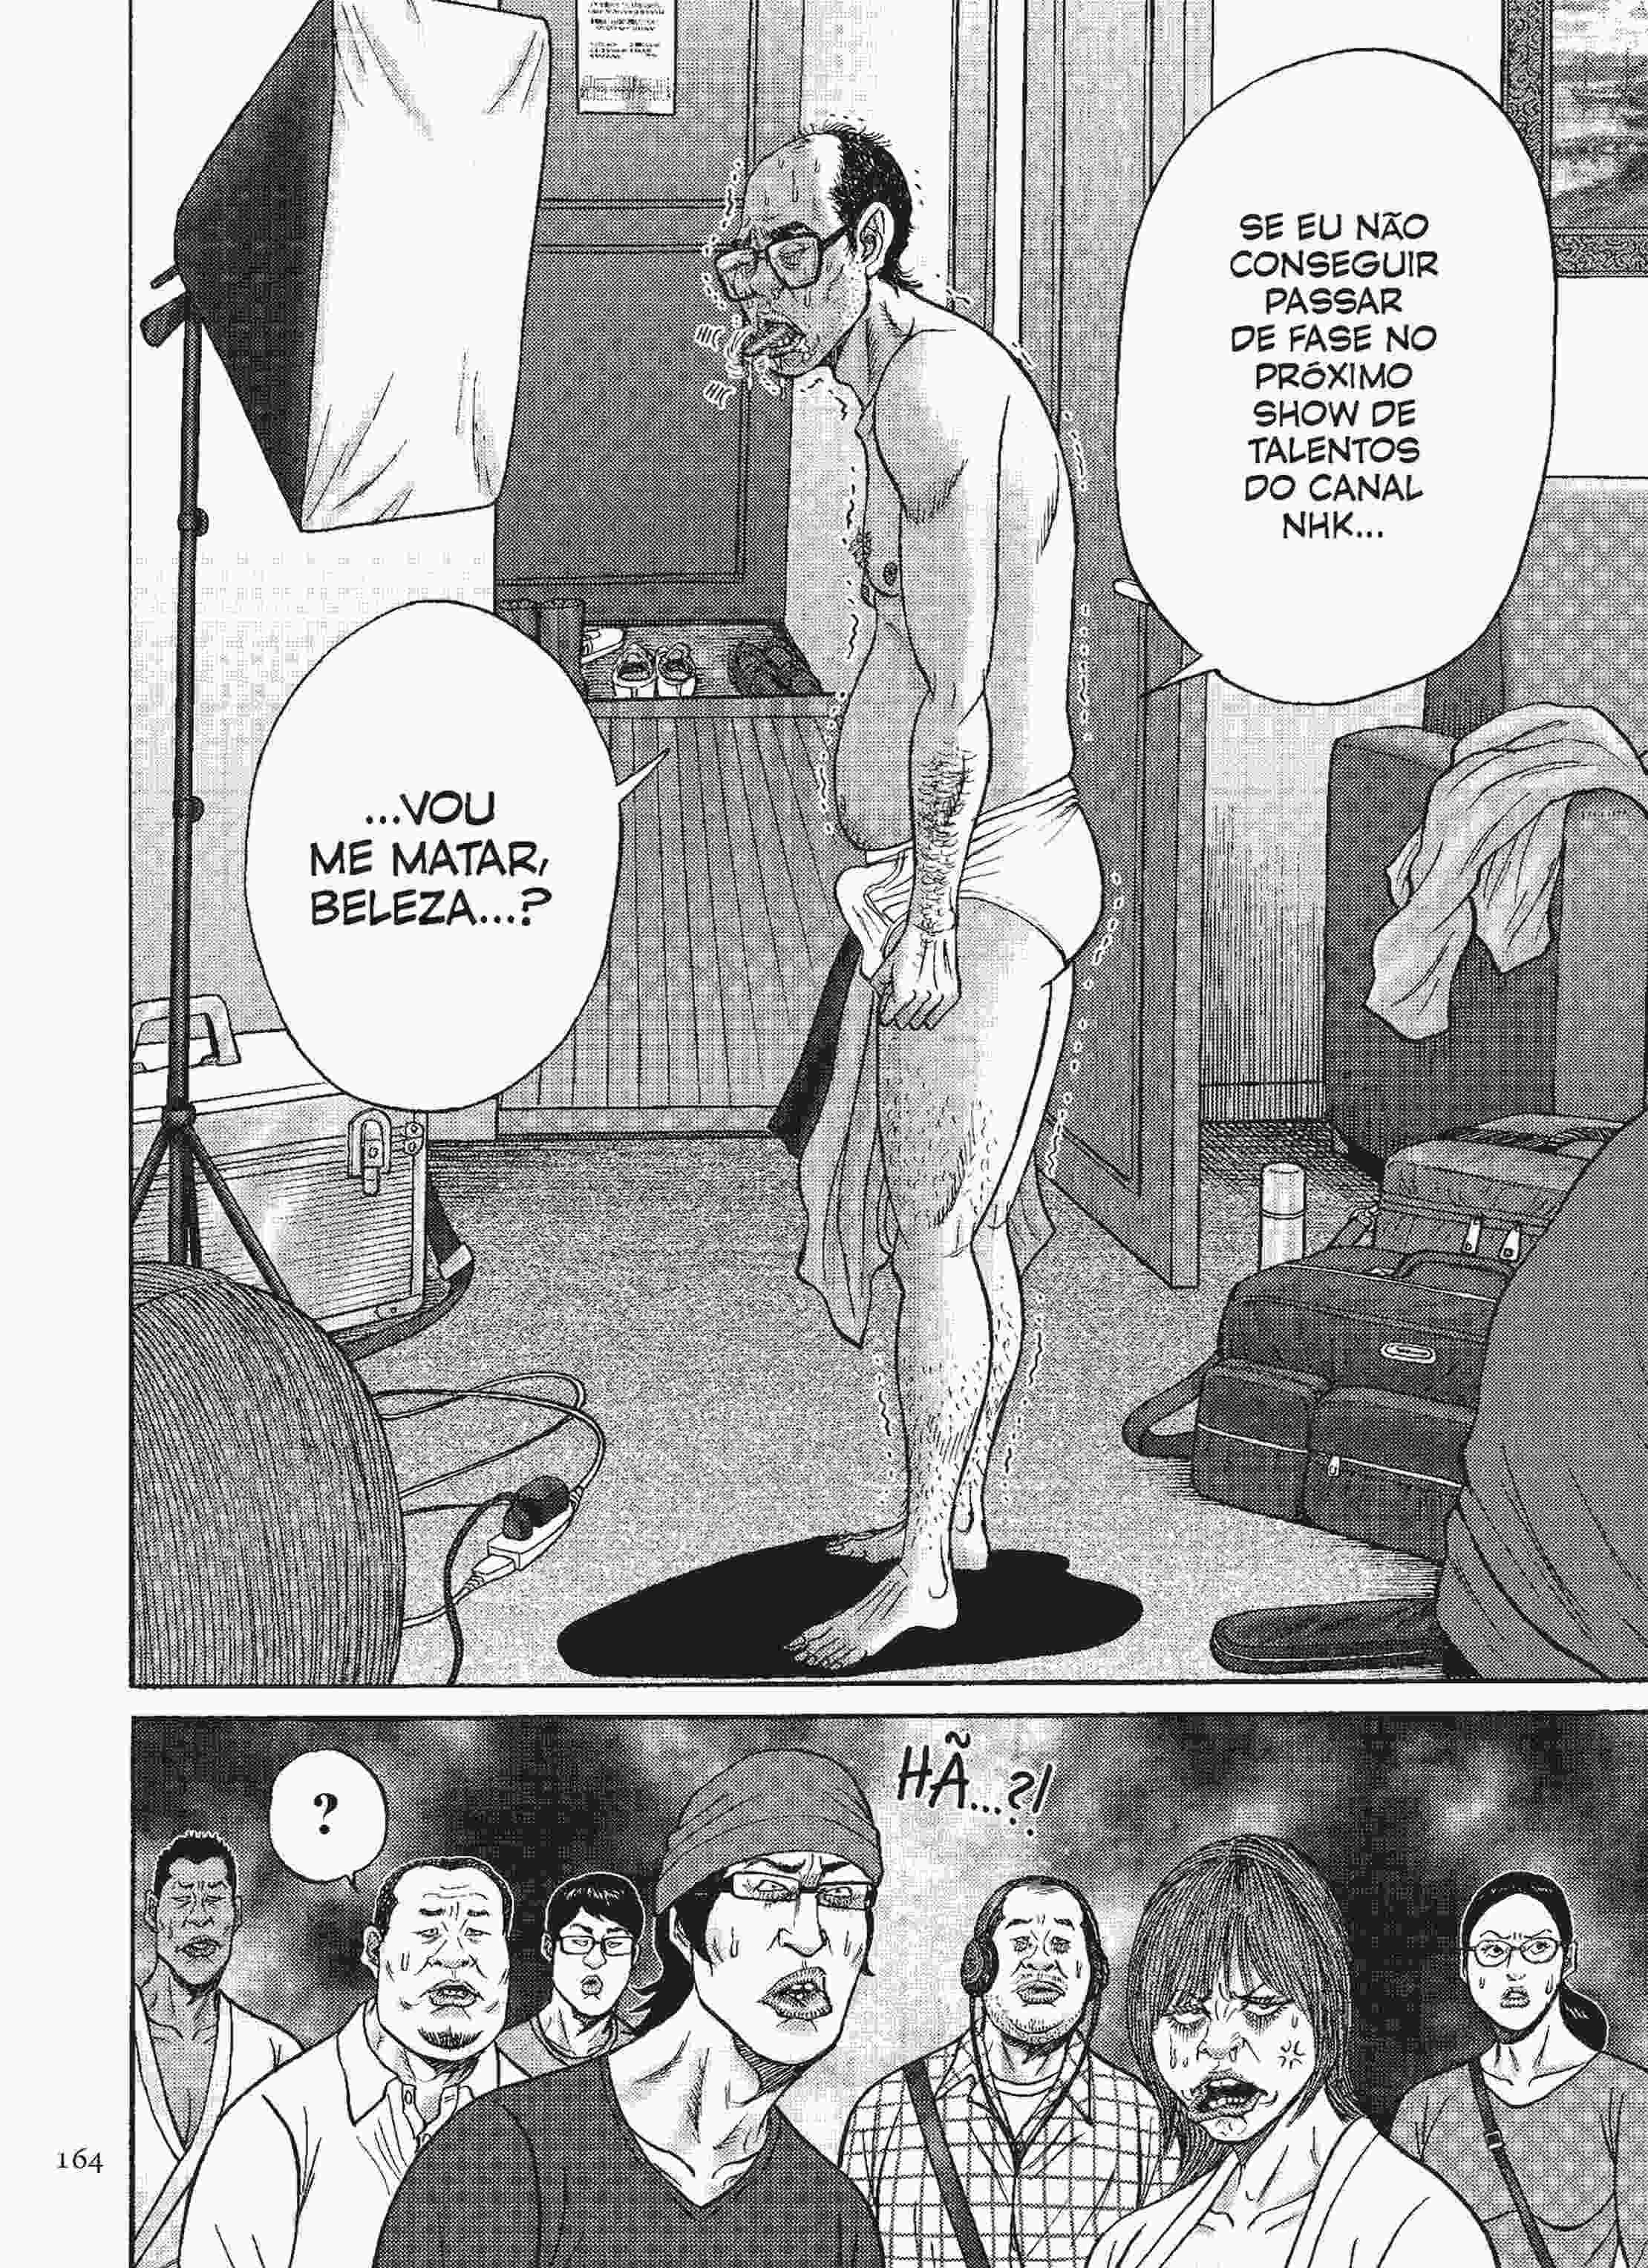 SE EU NÃO
CONSEGUIR
PASSAR
DE FASE NO
PRÓXIMO
SHOW DE
TALENTOS
DO CANAL
NHK...
...VOU
ME MATAR,
BELEZA...?
?
HÃ...?!
164